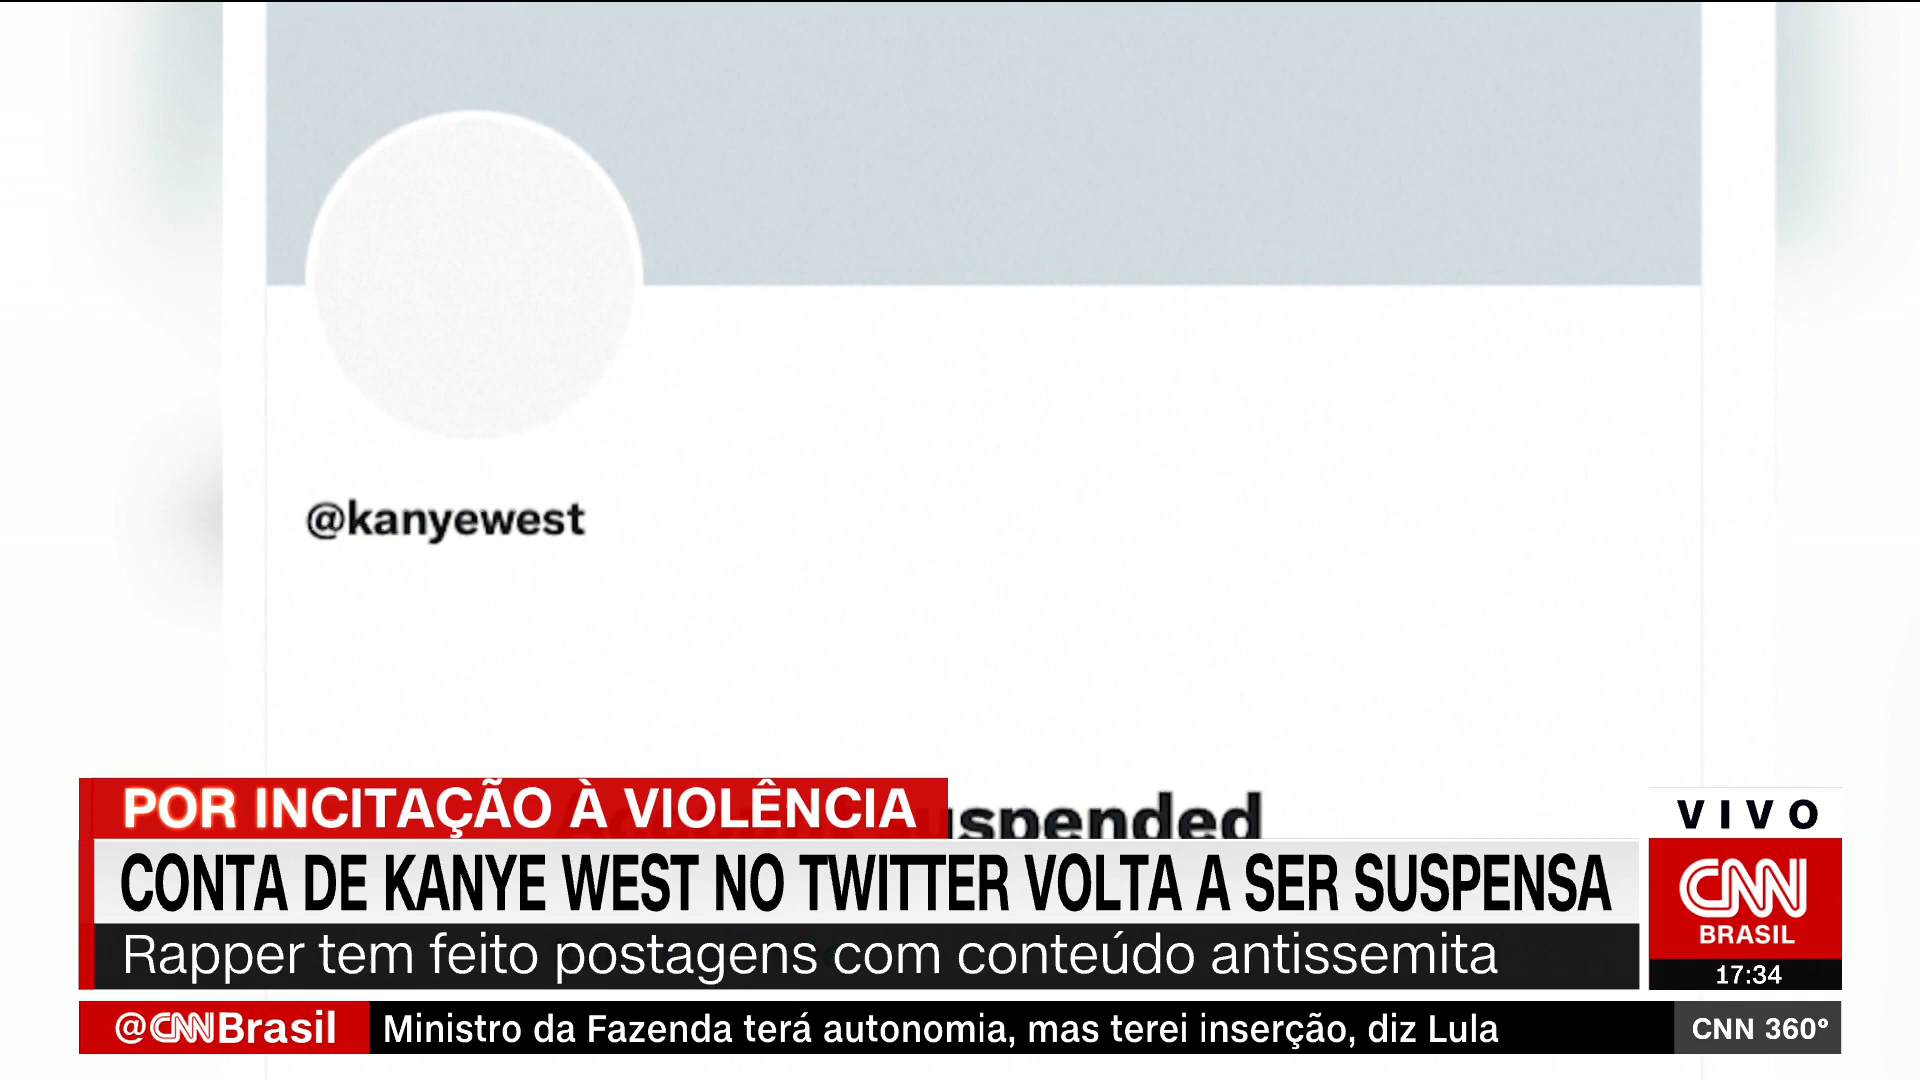 @kanyewest
uspended
POR INCITAÇÃO À VIOLÊNCIA
CONTA DE KANYE WEST NO TWITTER VOLTA A SER SUSPENSA
Rapper tem feito postagens com conteúdo antissemita
VIVO
CNN
BRASIL
17:34
@CNNBrasil
Ministro da Fazenda terá autonomia, mas terei inserção, diz Lula
CNN 360°